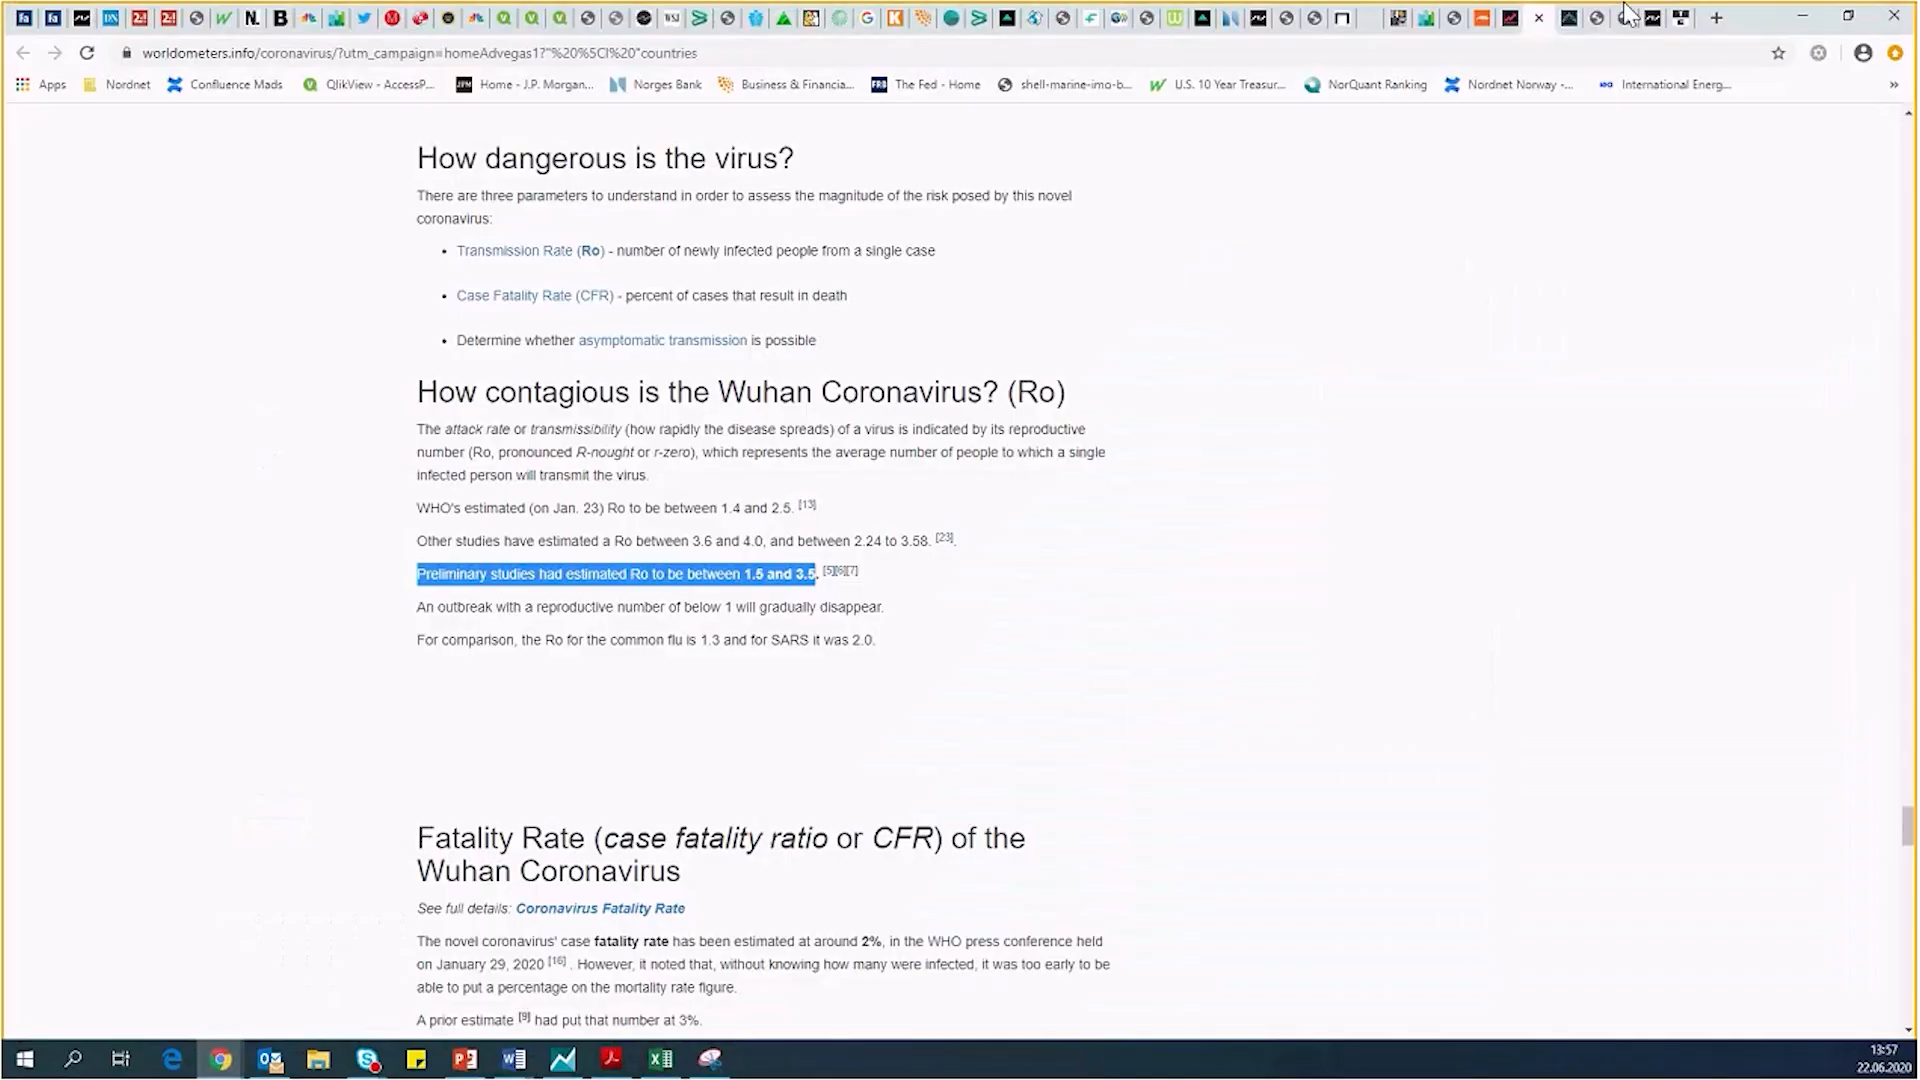 worldometers.info/coronavirus/?utm_campaign=homeAdvegas1?"%20%5CI%20"countries
Apps Nordnet Confluence Mads QlikView - AccessP... Home - J.P. Morgan... Norges Bank Business & Financia... The Fed - Home shell-marine-imo-b... U.S. 10 Year Treasur... NorQuant Ranking Nordnet Norway -... International Energ... »
How dangerous is the virus?
There are three parameters to understand in order to assess the magnitude of the risk posed by this novel
coronavirus:
• Transmission Rate (Ro) - number of newly infected people from a single case
• Case Fatality Rate (CFR) - percent of cases that result in death
• Determine whether asymptomatic transmission is possible
How contagious is the Wuhan Coronavirus? (Ro)
The attack rate or transmissibility (how rapidly the disease spreads) of a virus is indicated by its reproductive
number (Ro, pronounced R-nought or r-zero), which represents the average number of people to which a single
infected person will transmit the virus.
WHO's estimated (on Jan. 23) Ro to be between 1.4 and 2.5. [13]
Other studies have estimated a Ro between 3.6 and 4.0, and between 2.24 to 3.58. [23].
Preliminary studies had estimated Ro to be between 1.5 and 3.5. [5][6][7]
An outbreak with a reproductive number of below 1 will gradually disappear.
For comparison, the Ro for the common flu is 1.3 and for SARS it was 2.0.
Fatality Rate (case fatality ratio or CFR) of the
Wuhan Coronavirus
See full details: Coronavirus Fatality Rate
The novel coronavirus' case fatality rate has been estimated at around 2%, in the WHO press conference held
on January 29, 2020 [16] . However, it noted that, without knowing how many were infected, it was too early to be
able to put a percentage on the mortality rate figure.
A prior estimate [9] had put that number at 3%.
13:57
22.06.2020